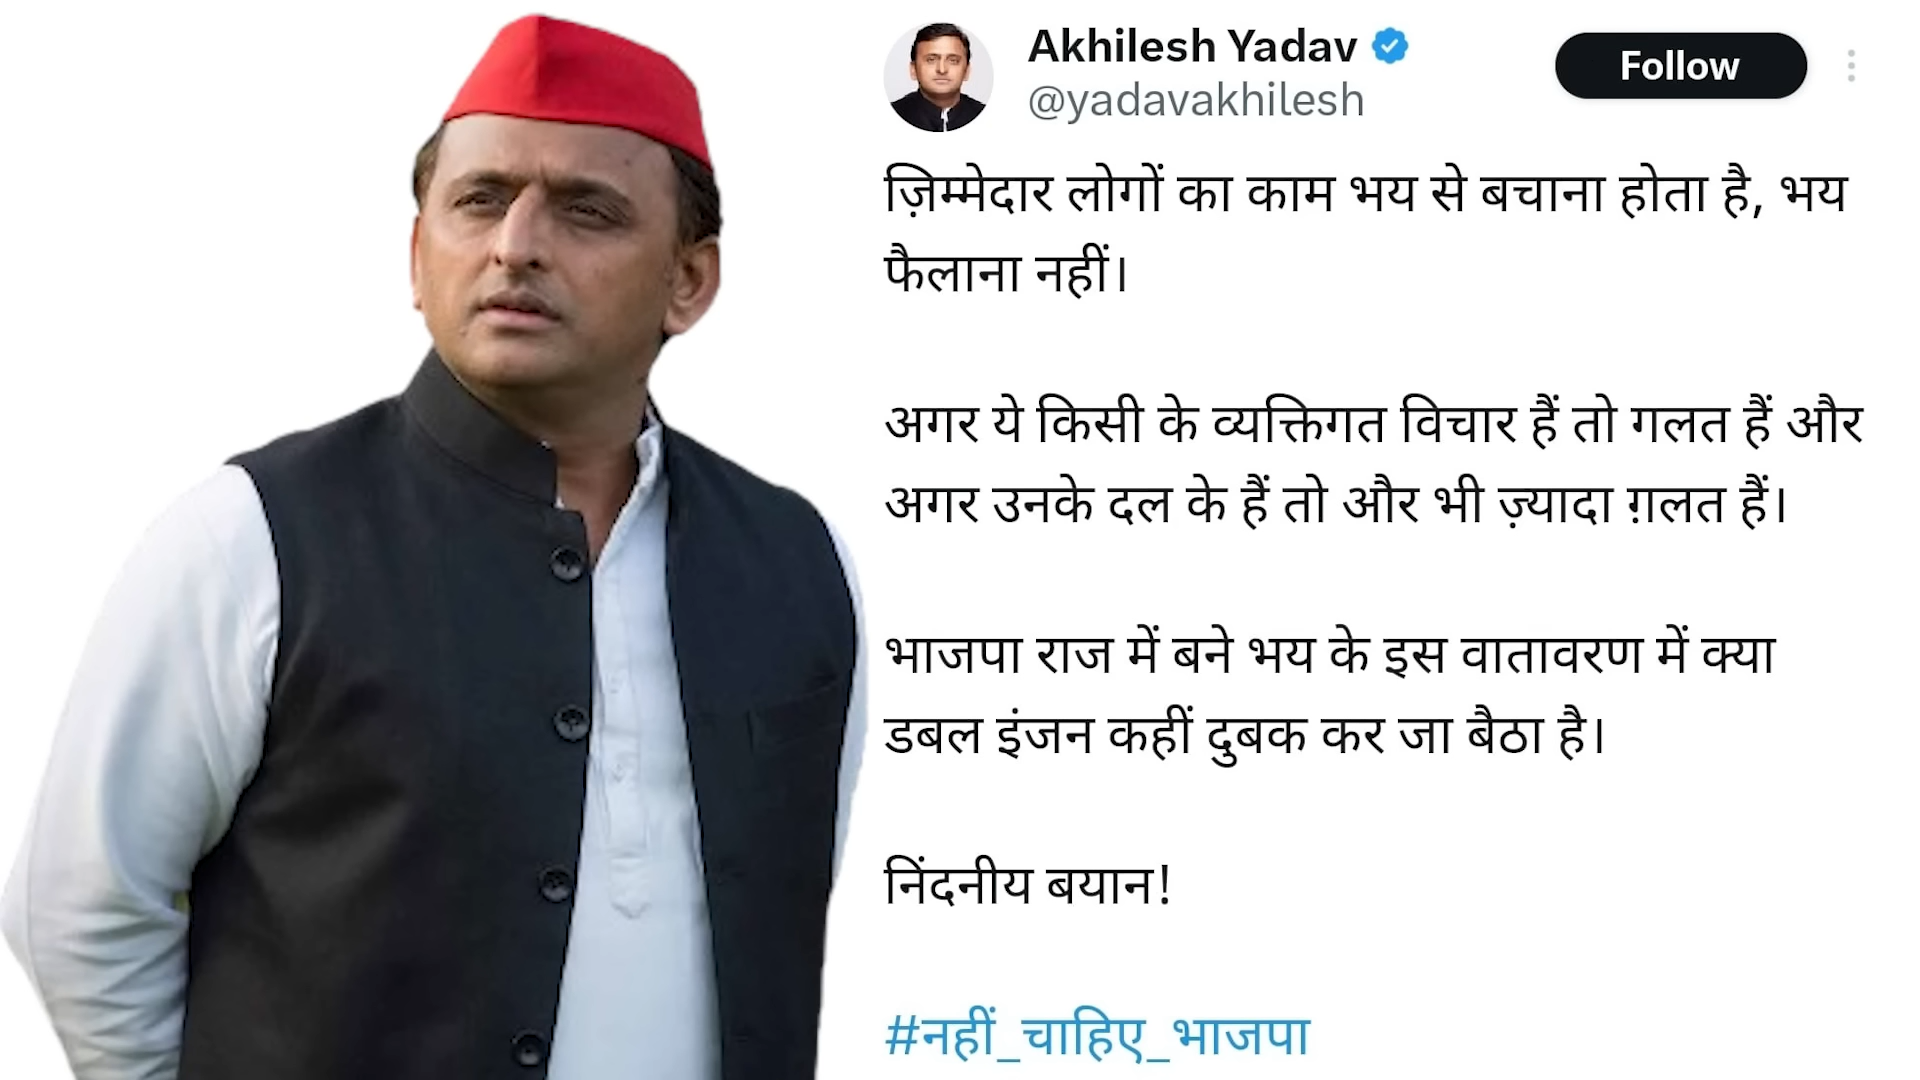 Akhilesh Yadav
@yadavakhilesh
Follow
ज़िम्मेदार लोगों का काम भय से बचाना होता है, भय
फैलाना नहीं।
अगर ये किसी के व्यक्तिगत विचार हैं तो गलत हैं और
अगर उनके दल के हैं तो और भी ज़्यादा ग़लत हैं।
भाजपा राज में बने भय के इस वातावरण में क्या
डबल इंजन कहीं दुबक कर जा बैठा है।
निंदनीय बयान!
#नहीं_चाहिए_भाजपा